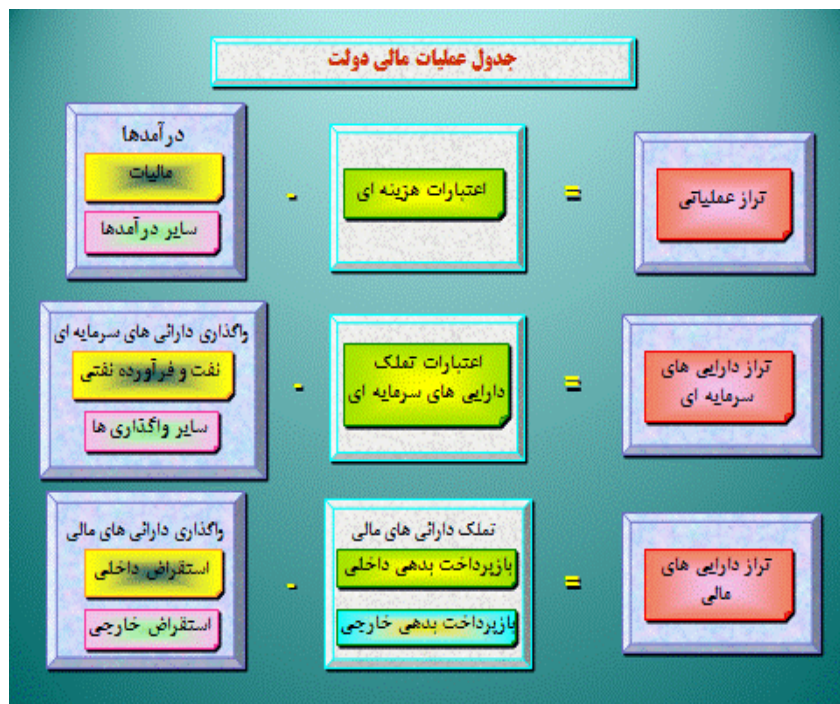 جدول عملیات مالی دولت
درآمدها
مالیات
سایر درآمدها
-
اعتبارات هزینه ای
=
تراز عملیاتی
واگذاری دارائی های سرمایه ای
نفت و فرآورده نفتی
سایر واگذاری ها
-
اعتبارات تملک
دارایی های سرمایه ای
=
تراز دارایی های
سرمایه ای
واگذاری دارائی های مالی
استقراض داخلی
استقراض خارجی
-
تملک دارائی های مالی
بازپرداخت بدهی داخلی
بازپرداخت بدهی خارجی
=
تراز دارایی های
مالی